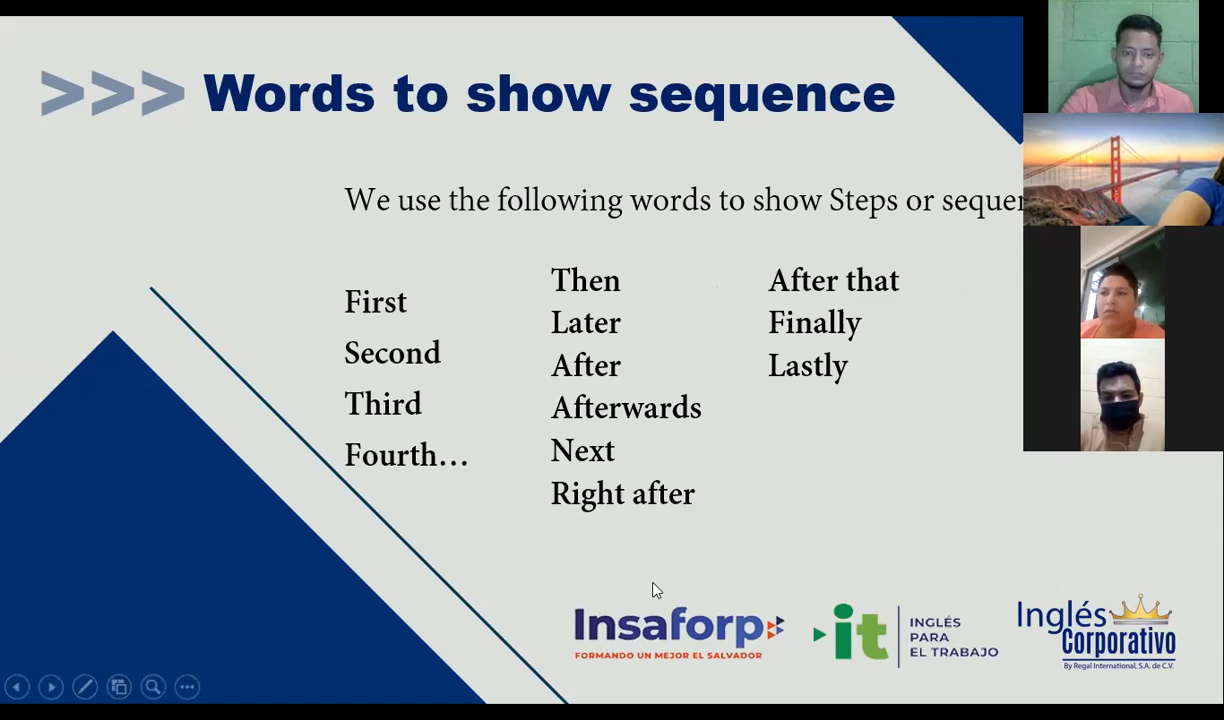 >>> Words to show sequence
We use the following words to show Steps or
First
Second
Third
Fourth...
Then
Later
After
Afterwards
Next
Right after
After that
Finally
Lastly
Insaforp
FORMANDO UN MEJOR EL SALVADOR
it
INGLÉS
PARA
EL TRABAJO
Inglés
Corporativo
By Regal International, S.A. de C.V.